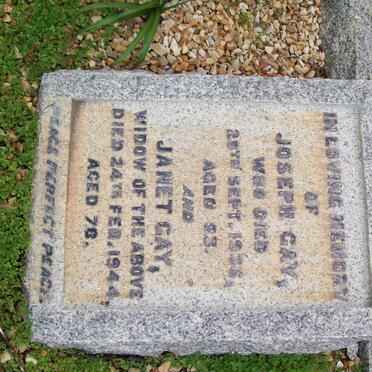 IN LOVING MEMORY
OF
JOSEPH GAY,
WHO DIED
28TH SEPT, 1936,
AGED 83.
AND
JANET GAY,
WIDOW OF THE ABOVE
DIED 24TH FEB, 1944,
AGED 78.
PEACE PERFECT PEACE.